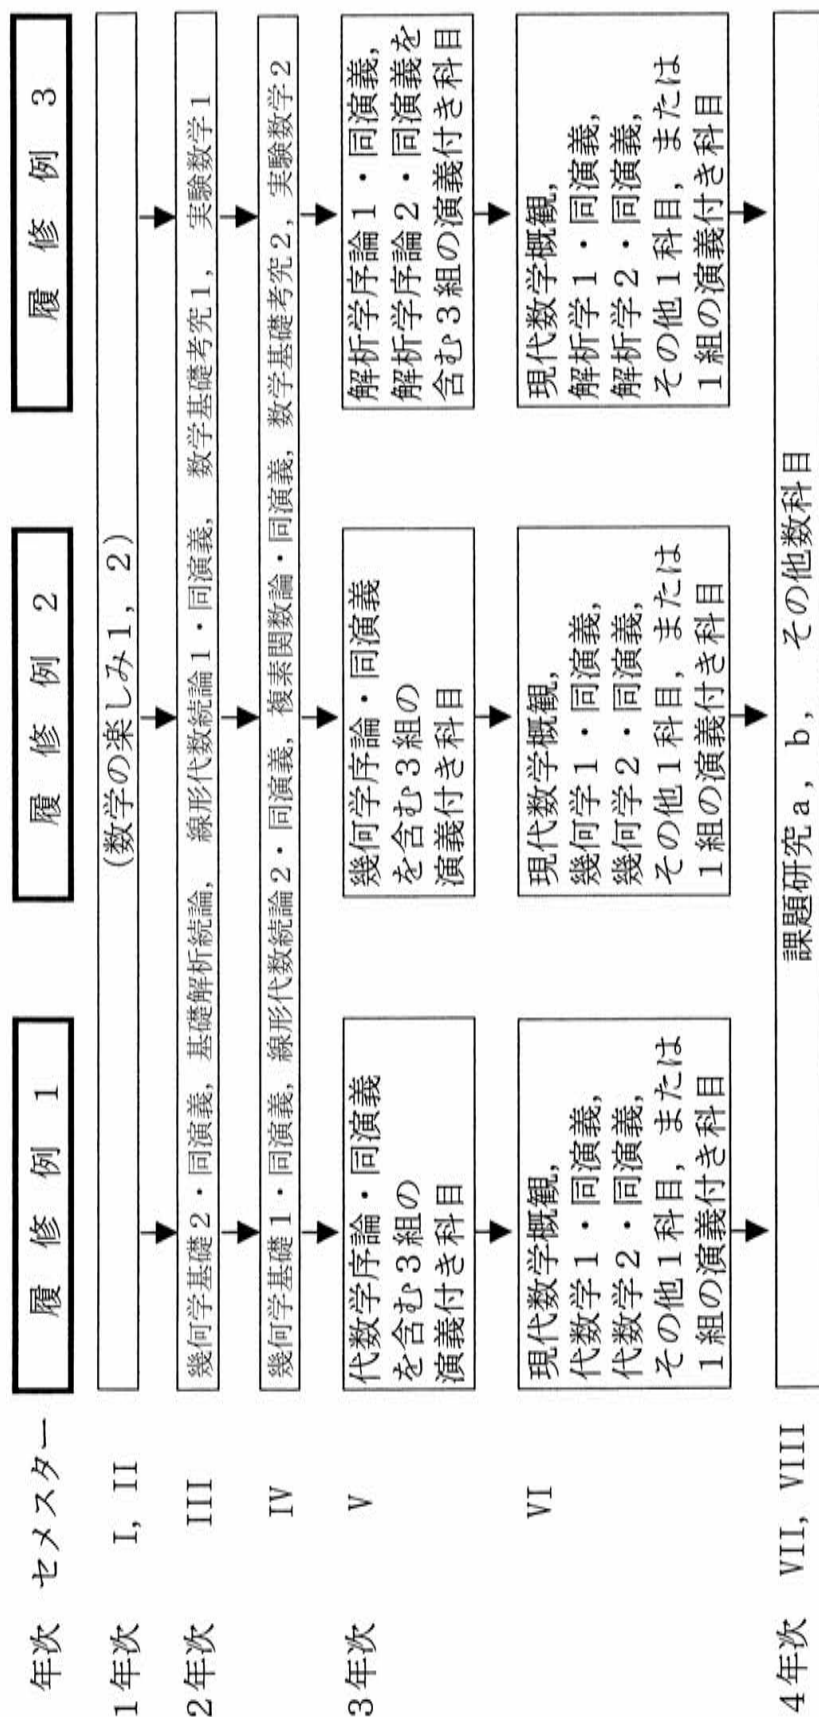 年次 セメスター 履修例 1 履修例 2 履修例 3
1年次 I, II (数学の楽しみ1, 2)
2年次 III 幾何学基礎2・同演義, 基礎解析続論, 線形代数続論1・同演義, 数学基礎考究1, 実験数学1
IV 幾何学基礎1・同演義, 線形代数続論2・同演義, 複素関数論・同演義, 数学基礎考究2, 実験数学2
3年次 V
代数学序論・同演義
を含む3組の
演義付き科目
幾何学序論・同演義
を含む3組の
演義付き科目
解析学序論1・同演義,
解析学序論2・同演義を
含む3組の演義付き科目
VI
現代数学概観,
代数学1・同演義,
代数学2・同演義,
その他1科目, または
1組の演義付き科目
現代数学概観,
幾何学1・同演義,
幾何学2・同演義,
その他1科目, または
1組の演義付き科目
現代数学概観,
解析学1・同演義,
解析学2・同演義,
その他1科目, または
1組の演義付き科目
4年次 VII, VIII 課題研究a, b, その他数科目